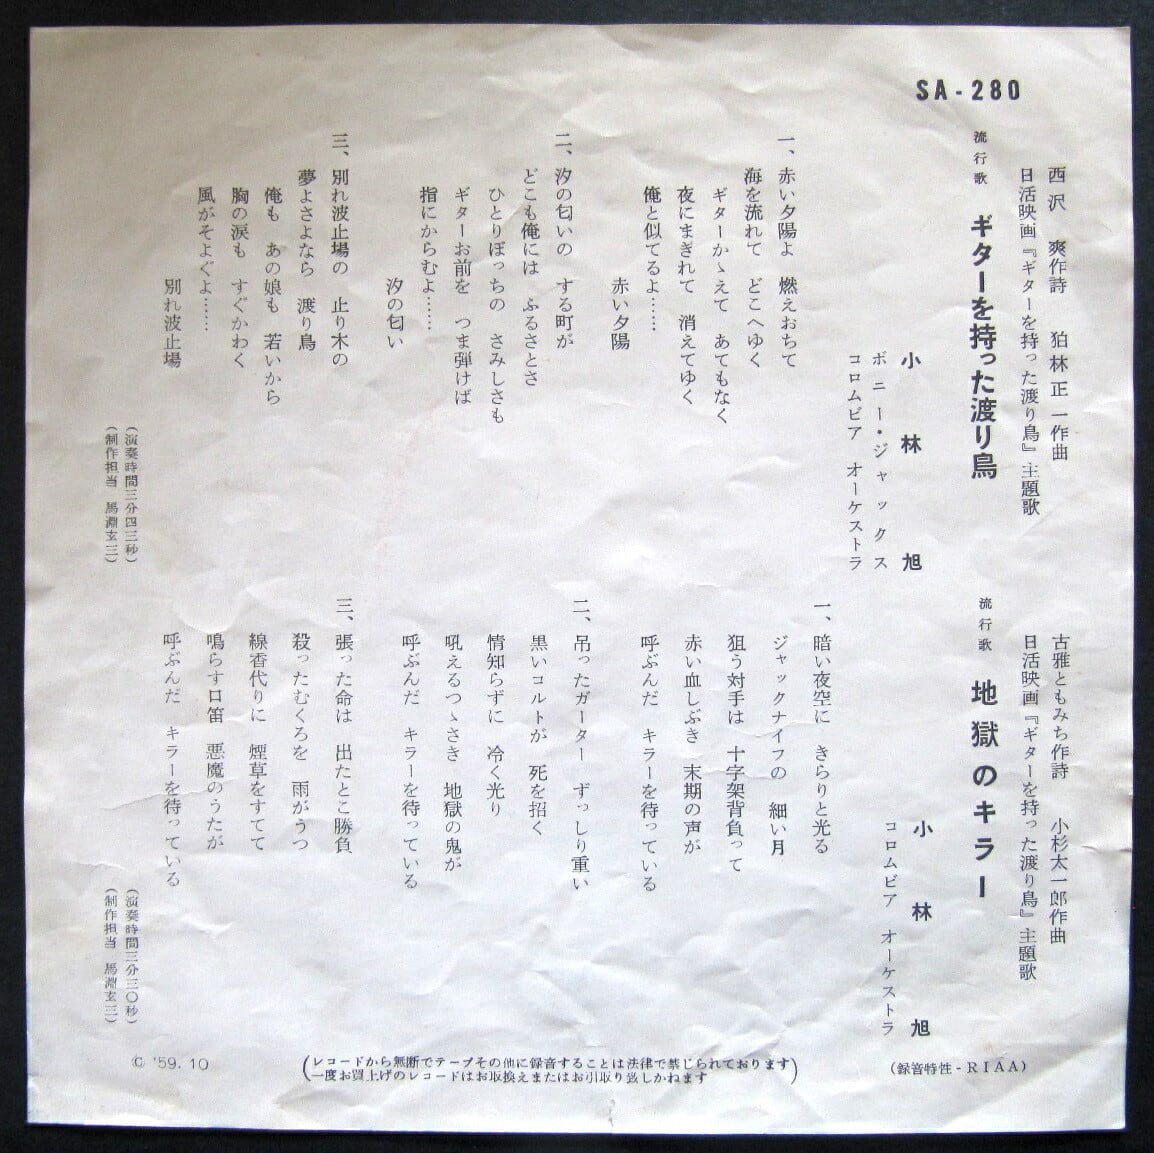 SA-280
西沢 爽作詩 狛林正一作曲
日活映画『ギターを持った渡り鳥』主題歌
流行歌 ギターを持った渡り鳥
小林旭
ボニー・ジャックス
コロムビア オーケストラ
一、赤い夕陽よ 燃えおちて
海を流れて どこへゆく
ギターかゝえて あてもなく
夜にまぎれて 消えてゆく
俺と似てるよ……
赤い夕陽
二、汐の匂いの する町が
どこも俺には ふるさとさ
ひとりぼっちの さみしさも
ギターお前を つま弾けば
指にからむよ……
汐の匂い
三、別れ波止場の 止り木の
夢よさよなら 渡り鳥
俺も あの娘も 若いから
胸の涙も すぐかわく
風がそよぐよ……
別れ波止場
(演奏時間三分四三秒)
(制作担当 馬淵玄三)
古雅ともみち作詩 小杉太一郎作曲
日活映画『ギターを持った渡り鳥』主題歌
流行歌 地獄のキラー
小林旭
コロムビア オーケストラ
一、暗い夜空に きらりと光る
ジャックナイフの 細い月
狙う対手は 十字架背負って
赤い血しぶき 末期の声が
呼ぶんだ キラーを待っている
二、吊ったガーター ずっしり重い
黒いコルトが 死を招く
情知らずに 冷く光り
吼えるつゝさき 地獄の鬼が
呼ぶんだ キラーを待っている
三、張った命は 出たとこ勝負
殺ったむくろを 雨がうつ
線香代りに 煙草をすてて
鳴らす口笛 悪魔のうたが
呼ぶんだ キラーを待っている
(演奏時間三分三〇秒)
(制作担当 馬淵玄三)
© '59.10
(レコードから無断でテープその他に録音することは法律で禁じられております
一度お買上げのレコードはお取換えまたはお引取り致しかねます)
(録音特性-RIAA)